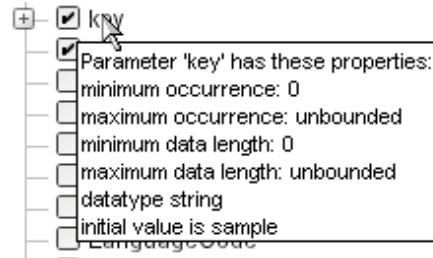 key
Parameter 'key' has these properties:
minimum occurrence: 0
maximum occurrence: unbounded
minimum data length: 0
maximum data length: unbounded
datatype string
initial value is sample
LanguageCode